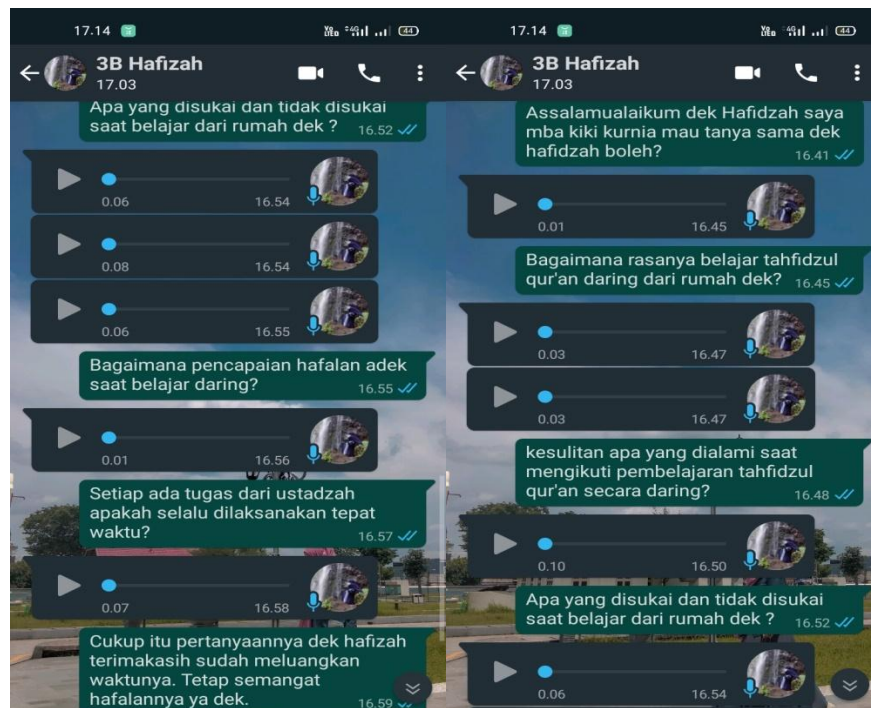 17.14
44
3B Hafizah
17.03
Apa yang disukai dan tidak disukai
saat belajar dari rumah dek ? 16.52
0.06 16.54
0.08 16.54
0.06 16.55
Bagaimana pencapaian hafalan adek
saat belajar daring? 16.55
0.01 16.56
Setiap ada tugas dari ustadzah
apakah selalu dilaksanakan tepat
waktu? 16.57
0.07 16.58
Cukup itu pertanyaannya dek hafizah
terimakasih sudah meluangkan
waktunya. Tetap semangat
hafalannya ya dek. 16.59
17.14
44
3B Hafizah
17.03
Assalamualaikum dek Hafidzah saya
mba kiki kurnia mau tanya sama dek
hafidzah boleh? 16.41
0.01 16.45
Bagaimana rasanya belajar tahfidzul
qur'an daring dari rumah dek? 16.45
0.03 16.47
0.03 16.47
kesulitan apa yang dialami saat
mengikuti pembelajaran tahfidzul
qur'an secara daring? 16.48
0.10 16.50
Apa yang disukai dan tidak disukai
saat belajar dari rumah dek ? 16.52
0.06 16.54